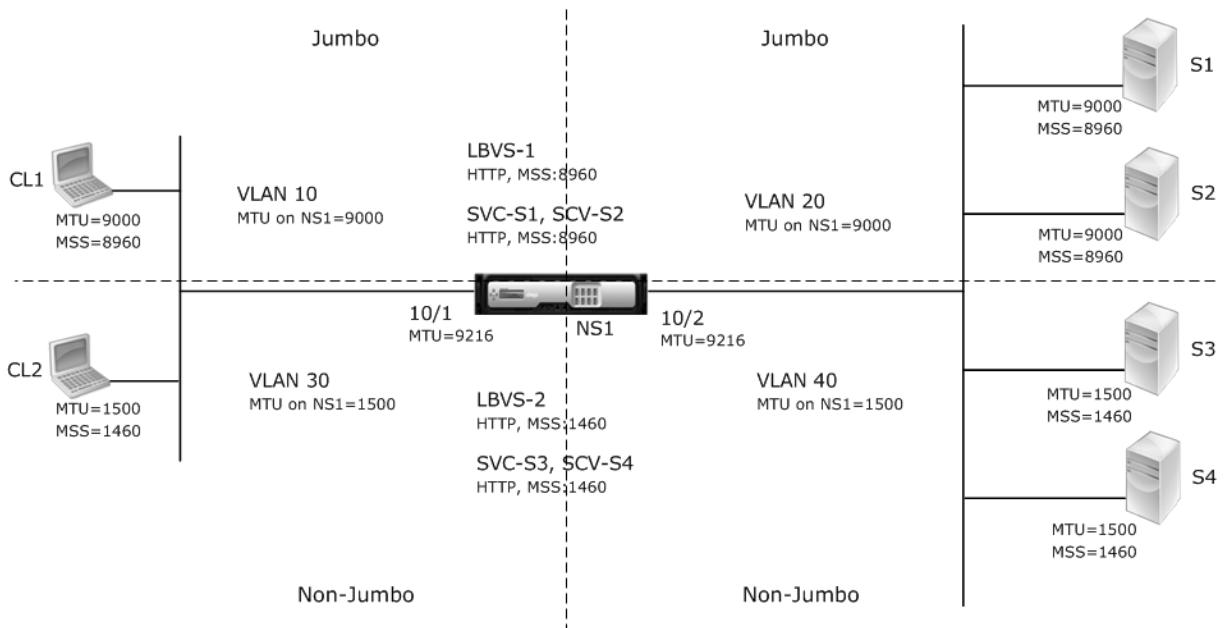 Jumbo
Jumbo
S1
MTU=9000
MSS=8960
CL1
MTU=9000
MSS=8960
VLAN 10
MTU on NS1=9000
LBVS-1
HTTP, MSS:8960
SVC-S1, SCV-S2
HTTP, MSS:8960
VLAN 20
MTU on NS1=9000
S2
MTU=9000
MSS=8960
10/1
MTU=9216
NS1
10/2
MTU=9216
CL2
MTU=1500
MSS=1460
VLAN 30
MTU on NS1=1500
LBVS-2
HTTP, MSS:1460
SVC-S3, SCV-S4
HTTP, MSS:1460
VLAN 40
MTU on NS1=1500
S3
MTU=1500
MSS=1460
S4
MTU=1500
MSS=1460
Non-Jumbo
Non-Jumbo